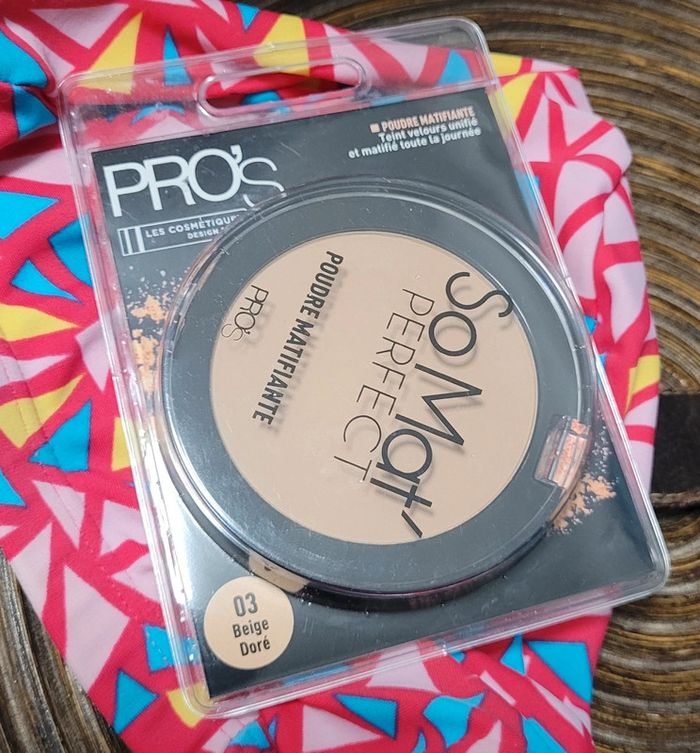 POUDRE MATIFIANTE
Teint velours unifié
et matifié toute la journée
PRO's
LES COSMÉTIQUE
DESIGN
So Mat'
PERFECT
POUDRE MATIFIANTE
PRO's
03
Beige
Doré